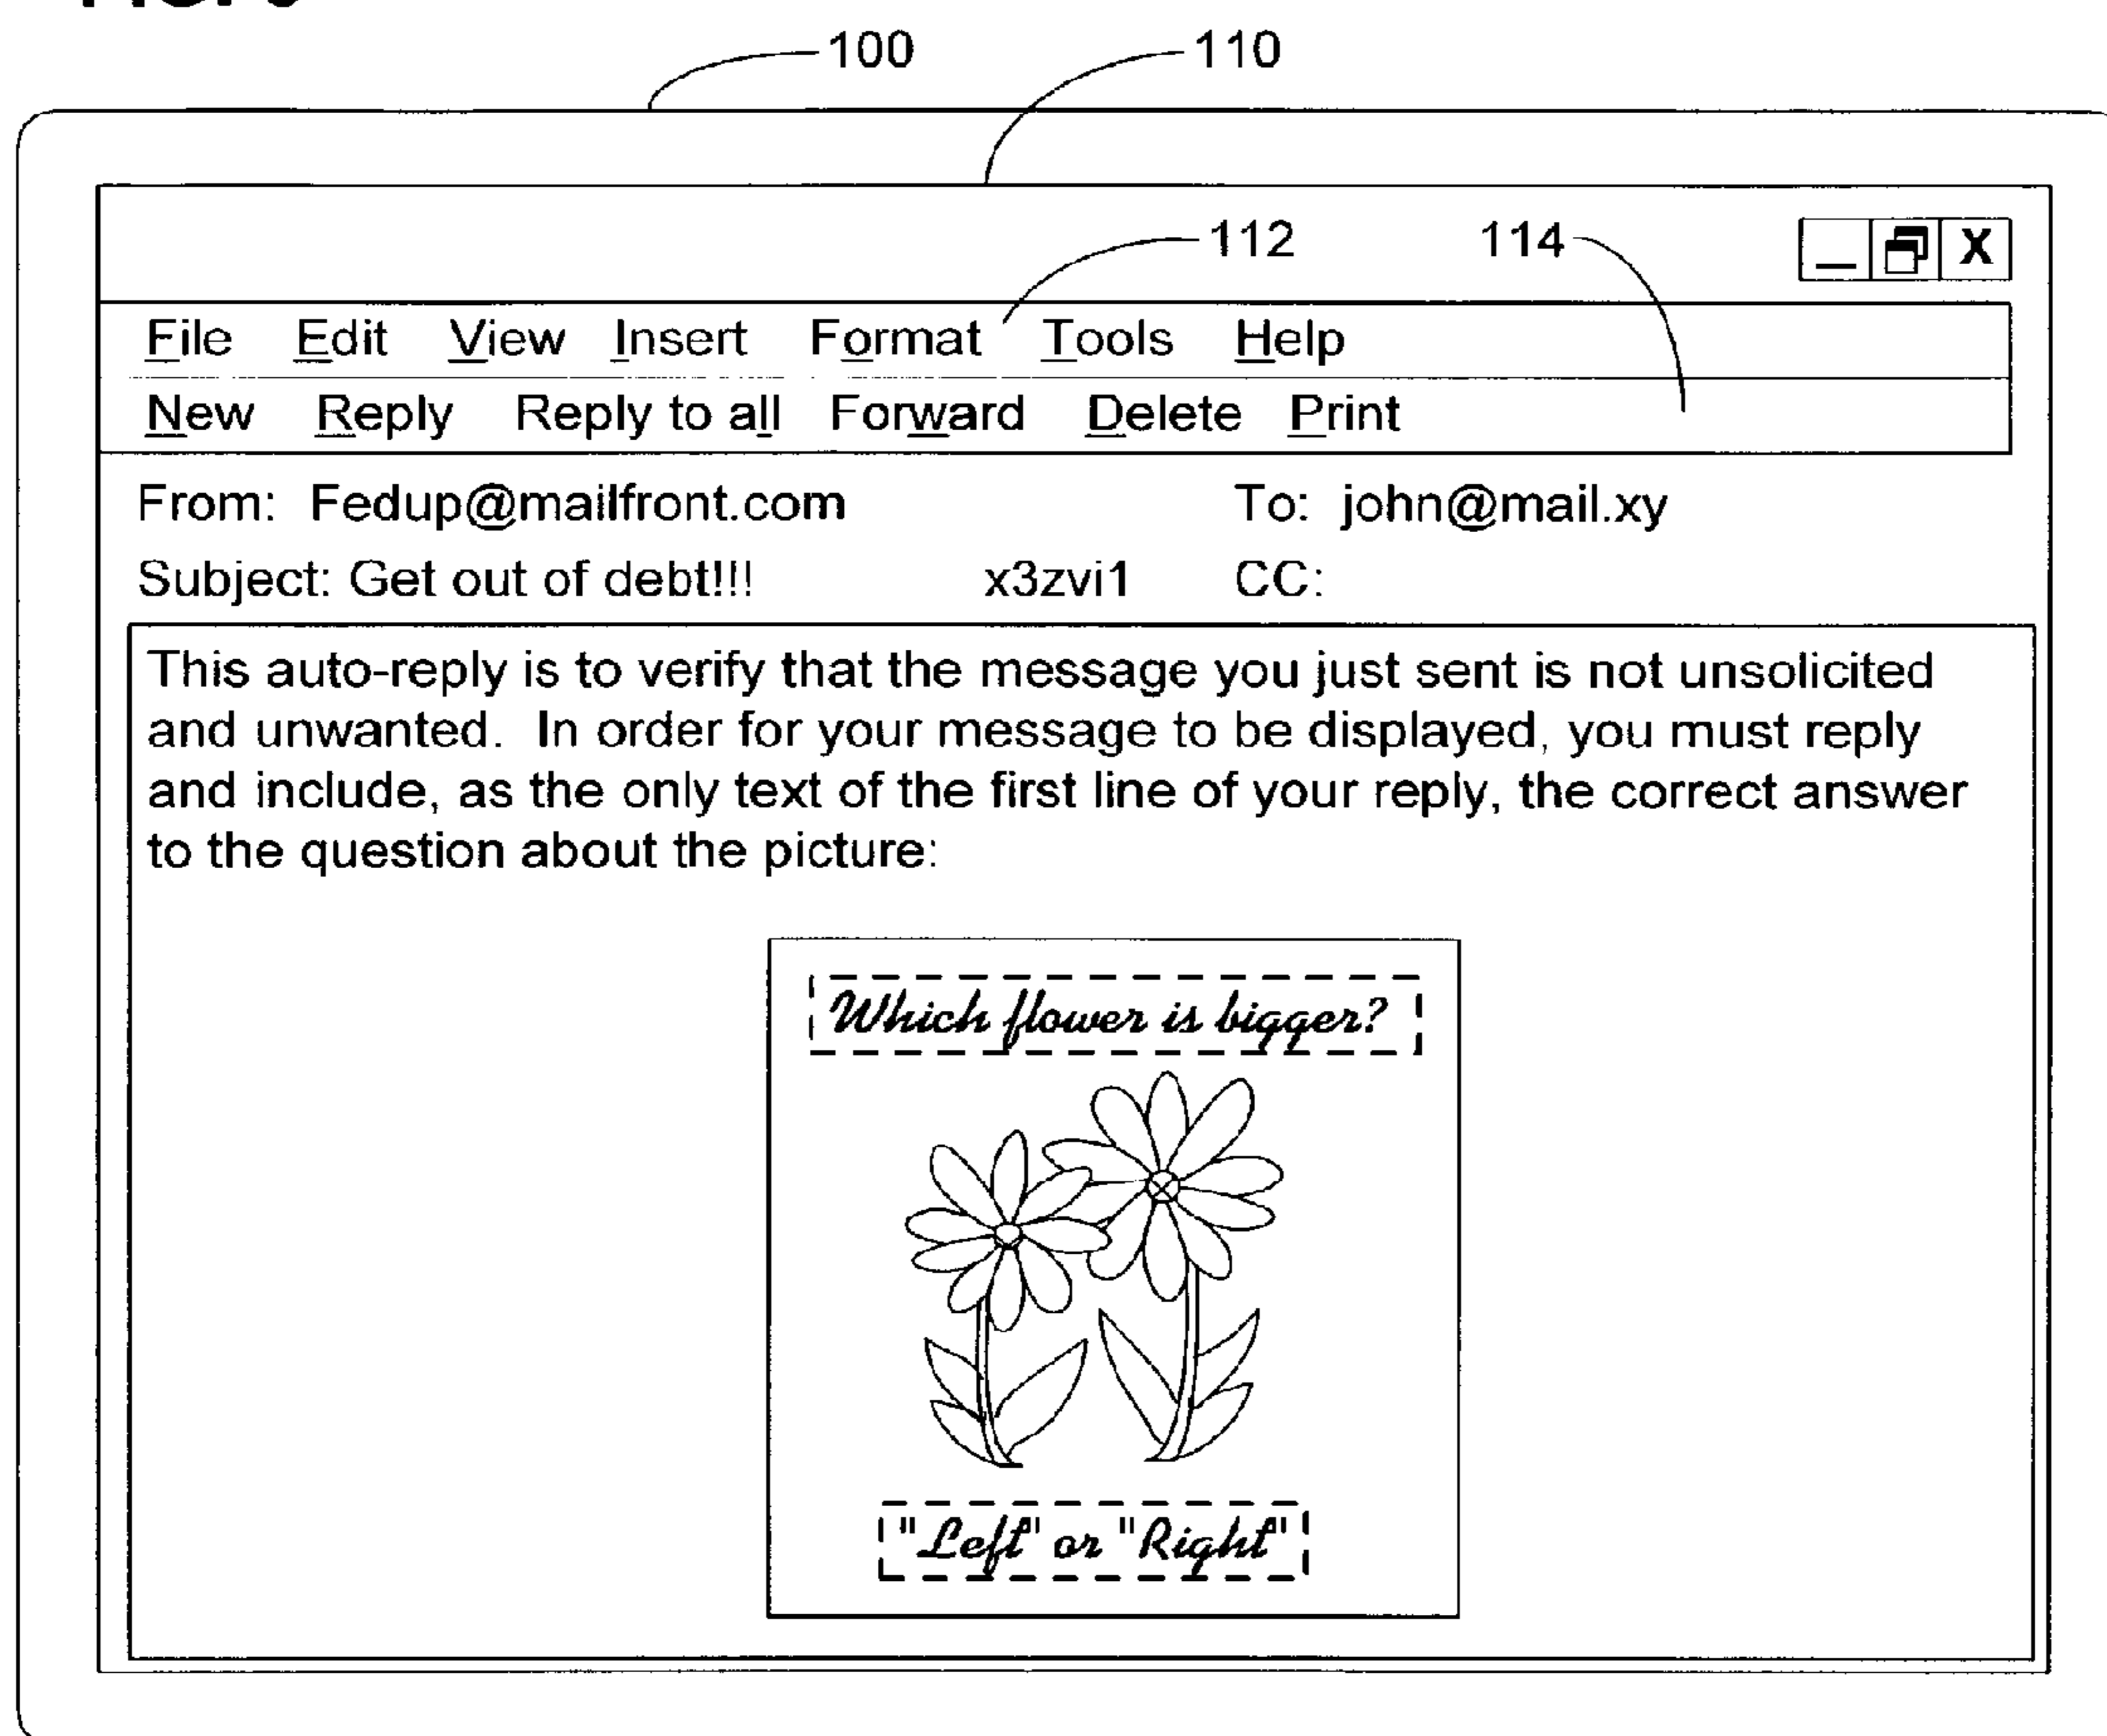 100 110
112 114
X
File Edit View Insert Format Tools Help
New Reply Reply to all Forward Delete Print
From: Fedup@mailfront.com To: john@mail.xy
Subject: Get out of debt!!! x3zvi1 CC:
This auto-reply is to verify that the message you just sent is not unsolicited
and unwanted. In order for your message to be displayed, you must reply
and include, as the only text of the first line of your reply, the correct answer
to the question about the picture:
Which flower is bigger?
"Left" or "Right"